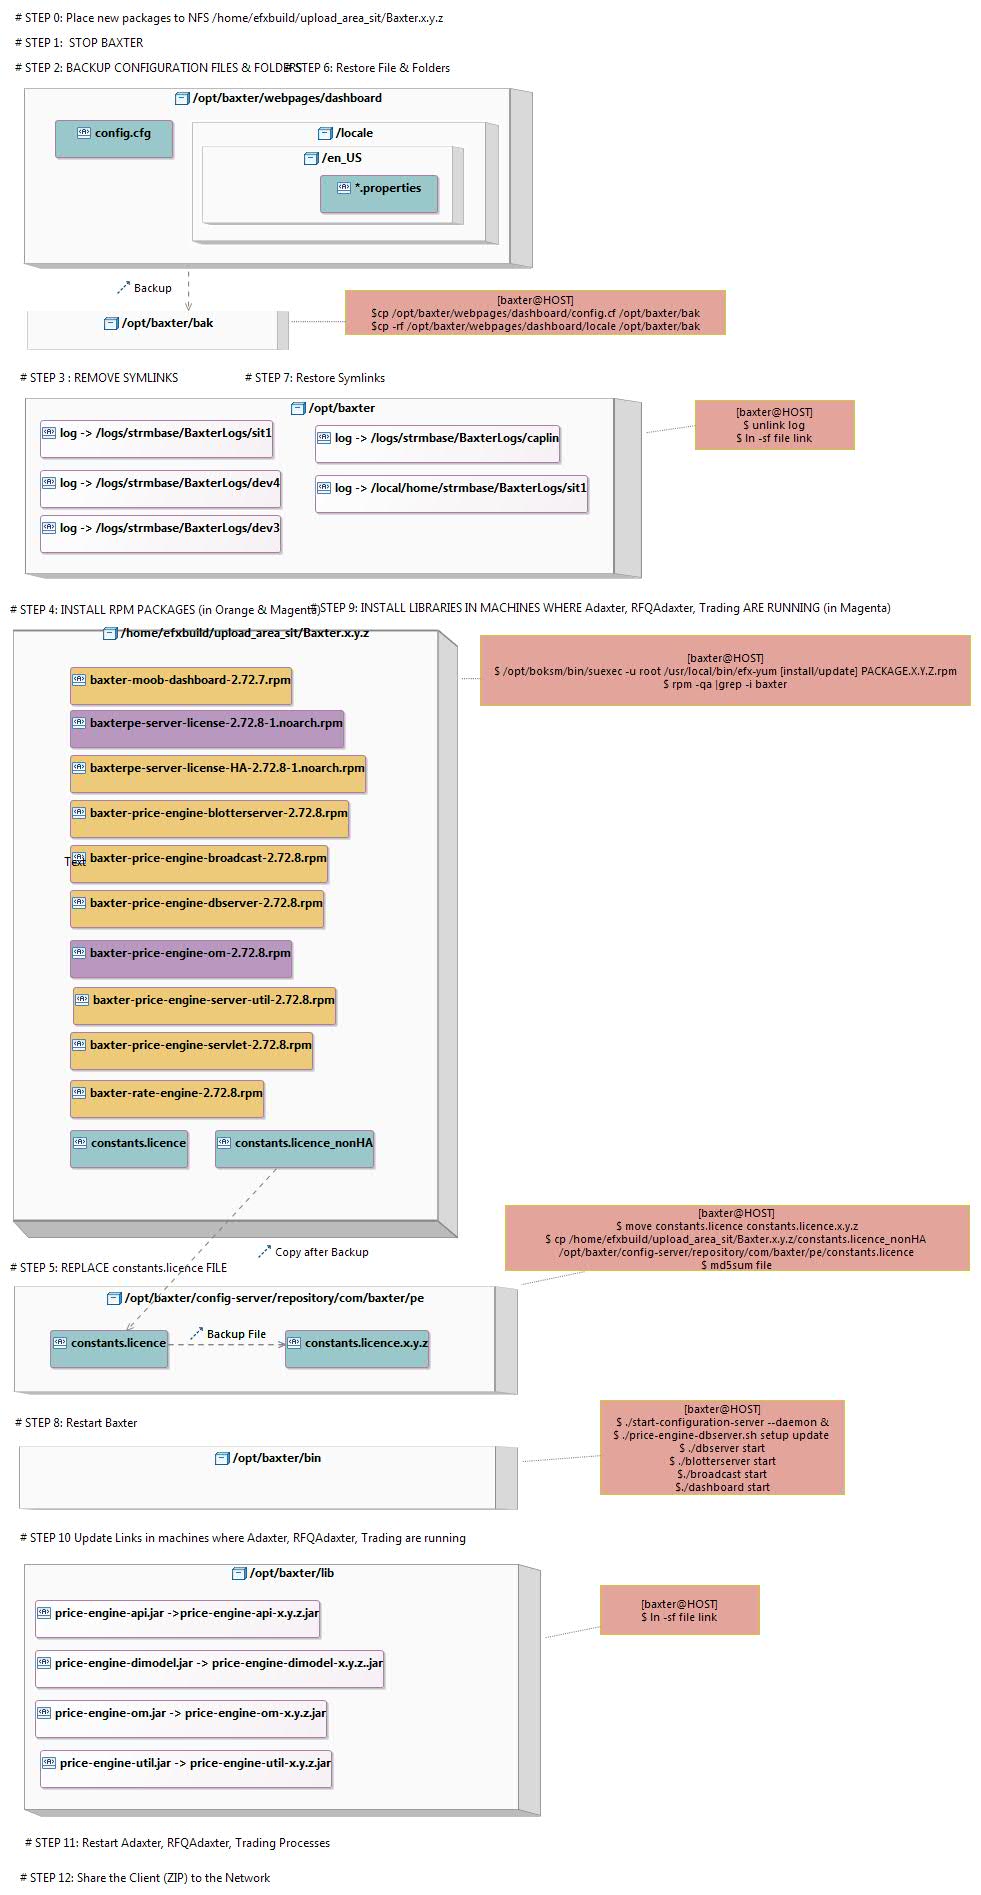 # STEP 0: Place new packages to NFS /home/efxbuild/upload_area_sit/Baxter.x.y.z
# STEP 1:  STOP BAXTER
# STEP 2: BACKUP CONFIGURATION FILES & FOLDERS
# STEP 6: Restore File & Folders
/opt/baxter/webpages/dashboard
config.cfg
/locale
/en_US
*.properties
Backup
/opt/baxter/bak
[baxter@HOST]
$cp /opt/baxter/webpages/dashboard/config.cf /opt/baxter/bak
$cp -rf /opt/baxter/webpages/dashboard/locale /opt/baxter/bak
# STEP 3 : REMOVE SYMLINKS
# STEP 7: Restore Symlinks
/opt/baxter
log -> /logs/strmbase/BaxterLogs/sit1
log -> /logs/strmbase/BaxterLogs/caplin
log -> /logs/strmbase/BaxterLogs/dev4
log -> /local/home/strmbase/BaxterLogs/sit1
log -> /logs/strmbase/BaxterLogs/dev3
[baxter@HOST]
$ unlink log
$ ln -sf file link
# STEP 4: INSTALL RPM PACKAGES (in Orange & Magenta)
# STEP 9: INSTALL LIBRARIES IN MACHINES WHERE Adaxter, RFQAdaxter, Trading ARE RUNNING (in Magenta)
/home/efxbuild/upload_area_sit/Baxter.x.y.z
[baxter@HOST]
$ /opt/boksm/bin/suexec -u root /usr/local/bin/efx-yum [install/update] PACKAGE.X.Y.Z.rpm
$ rpm -qa |grep -i baxter
baxter-moob-dashboard-2.72.7.rpm
baxterpe-server-license-2.72.8-1.noarch.rpm
baxterpe-server-license-HA-2.72.8-1.noarch.rpm
baxter-price-engine-blotterserver-2.72.8.rpm
Text
baxter-price-engine-broadcast-2.72.8.rpm
baxter-price-engine-dbserver-2.72.8.rpm
baxter-price-engine-om-2.72.8.rpm
baxter-price-engine-server-util-2.72.8.rpm
baxter-price-engine-servlet-2.72.8.rpm
baxter-rate-engine-2.72.8.rpm
constants.licence
constants.licence_nonHA
Copy after Backup
[baxter@HOST]
$ move constants.licence constants.licence.x.y.z
$ cp /home/efxbuild/upload_area_sit/Baxter.x.y.z/constants.licence_nonHA
/opt/baxter/config-server/repository/com/baxter/pe/constants.licence
$ md5sum file
# STEP 5: REPLACE constants.licence FILE
/opt/baxter/config-server/repository/com/baxter/pe
constants.licence
Backup File
constants.licence.x.y.z
# STEP 8: Restart Baxter
/opt/baxter/bin
[baxter@HOST]
$ ./start-configuration-server --daemon &
$ ./price-engine-dbserver.sh setup update
$ ./dbserver start
$ ./blotterserver start
$./broadcast start
$./dashboard start
# STEP 10 Update Links in machines where Adaxter, RFQAdaxter, Trading are running
/opt/baxter/lib
price-engine-api.jar ->price-engine-api-x.y.z.jar
price-engine-dimodel.jar -> price-engine-dimodel-x.y.z..jar
price-engine-om.jar -> price-engine-om-x.y.z.jar
price-engine-util.jar -> price-engine-util-x.y.z.jar
[baxter@HOST]
$ ln -sf file link
# STEP 11: Restart Adaxter, RFQAdaxter, Trading Processes
# STEP 12: Share the Client (ZIP) to the Network